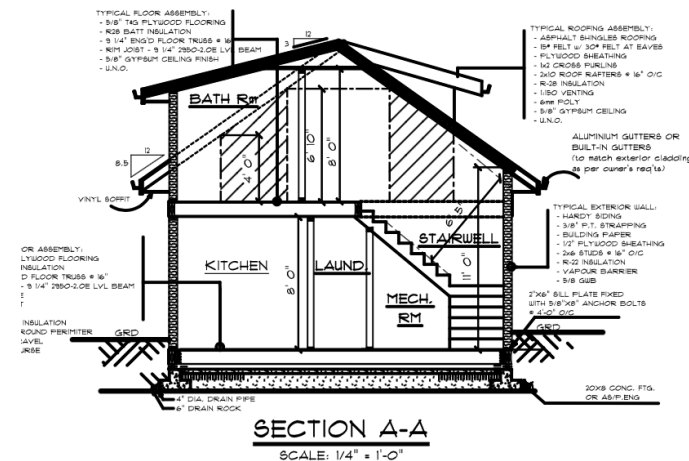 TYPICAL FLOOR ASSEMBLY:
- 5/8" T&G PLYWOOD FLOORING
- R28 BATT INSULATION
- 9 1/4" ENG'D FLOOR TRUSS @ 16"
- RIM JOIST - 9 1/4" 2950-2.0E LVL BEAM
- 5/8" GYPSUM CEILING FINISH
- U.N.O.
12
3
TYPICAL ROOFING ASSEMBLY:
- ASPHALT SHINGLES ROOFING
- 15# FELT W/ 30# FELT AT EAVES
- PLYWOOD SHEATHING
- 1x2 CROSS PURLINS
- 2x10 ROOF RAFTERS @ 16" O/C
- R-28 INSULATION
- 1:150 VENTING
- 6mm POLY
- 5/8" GYPSUM CEILING
- U.N.O.
BATH RM
6' 10"
8' 0"
4' 0"
12
8.5
ALUMINIUM GUTTERS OR
BUILT-IN GUTTERS
(to match exterior cladding
as per owner's req'ts)
VINYL SOFFIT
TYPICAL EXTERIOR WALL:
- HARDY SIDING
- 3/8" P.T. STRAPPING
- BUILDING PAPER
- 1/2" PLYWOOD SHEATHING
- 2x6 STUDS @ 16" O/C
- R-22 INSULATION
- VAPOUR BARRIER
- 5/8 GWB
STAIRWELL
11' 0"
OR ASSEMBLY:
LYWOOD FLOORING
NSULATION
D FLOOR TRUSS @ 16"
- 9 1/4" 2950-2.0E LVL BEAM
KITCHEN
LAUND.
8' 0"
MECH.
RM
2"X6" SILL PLATE FIXED
WITH 5/8"X8" ANCHOR BOLTS
@ 4'-0" O/C
INSULATION
ROUND PERIMITER
AVEL
URSE
GRD
GRD
4" DIA. DRAIN PIPE
6" DRAIN ROCK
20X8 CONC. FTG.
OR AS/P.ENG
SECTION A-A
SCALE: 1/4" = 1'-0"